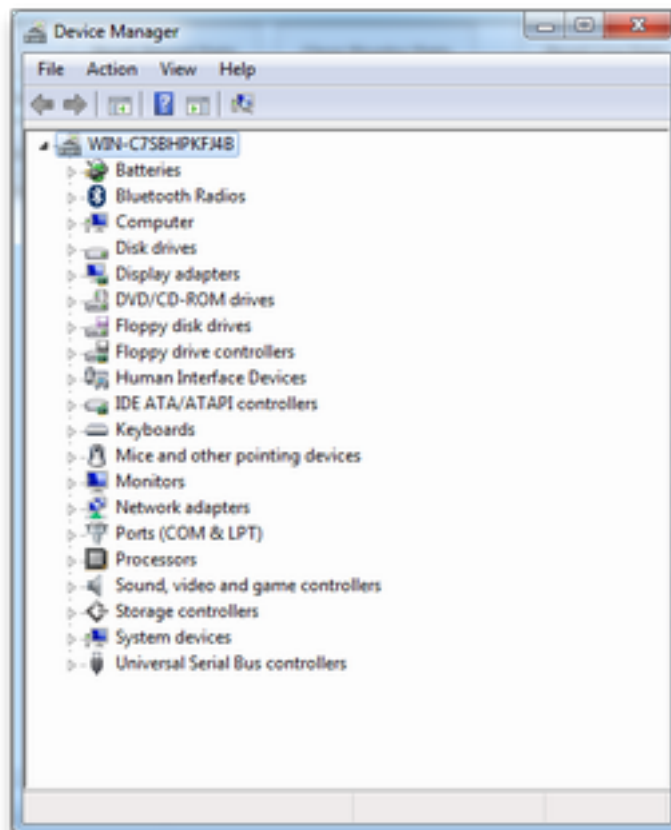 Device Manager
File Action View Help
WIN-C7SBHPKFJ4B
Batteries
Bluetooth Radios
Computer
Disk drives
Display adapters
DVD/CD-ROM drives
Floppy disk drives
Floppy drive controllers
Human Interface Devices
IDE ATA/ATAPI controllers
Keyboards
Mice and other pointing devices
Monitors
Network adapters
Ports (COM & LPT)
Processors
Sound, video and game controllers
Storage controllers
System devices
Universal Serial Bus controllers